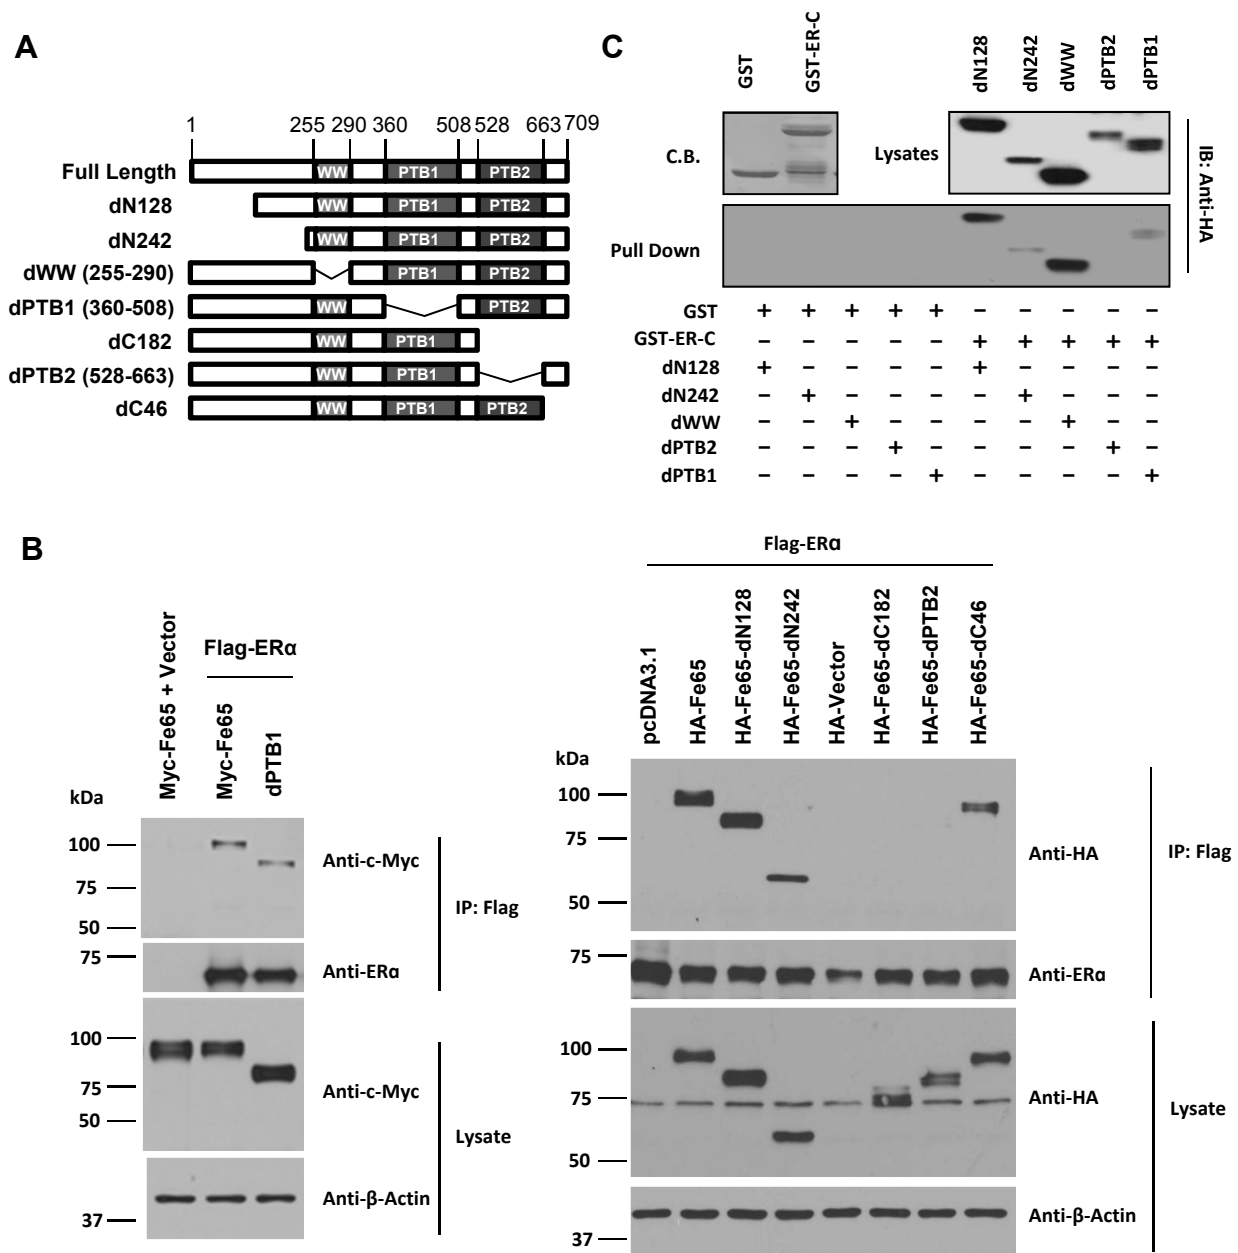 A
1 255 290 360 508 528 663 709
Full Length WW PTB1 PTB2
dN128 WW PTB1 PTB2
dN242 WW PTB1 PTB2
dWW (255-290) PTB1 PTB2
dPTB1 (360-508) WW PTB2
dC182 WW PTB1
dPTB2 (528-663) WW PTB1
dC46 WW PTB1 PTB2
C
GST GST-ER-C dN128 dN242 dWW dPTB2 dPTB1
C.B. Lysates IB: Anti-HA
Pull Down
GST + + + + + – – – – –
GST-ER-C – – – – – + + + + +
dN128 + – – – – + – – – –
dN242 – + – – – – + – – –
dWW – – + – – – – + – –
dPTB2 – – – + – – – – + –
dPTB1 – – – – + – – – – +
B
Myc-Fe65 + Vector
Flag-ERα
Myc-Fe65
dPTB1
kDa
100
75
50
Anti-c-Myc
75
Anti-ERα
IP: Flag
100
75
50
Anti-c-Myc
37
Anti-β-Actin
Lysate
Flag-ERα
pcDNA3.1
HA-Fe65
HA-Fe65-dN128
HA-Fe65-dN242
HA-Vector
HA-Fe65-dC182
HA-Fe65-dPTB2
HA-Fe65-dC46
kDa
100
75
50
Anti-HA
75
Anti-ERα
IP: Flag
100
75
50
Anti-HA
37
Anti-β-Actin
Lysate